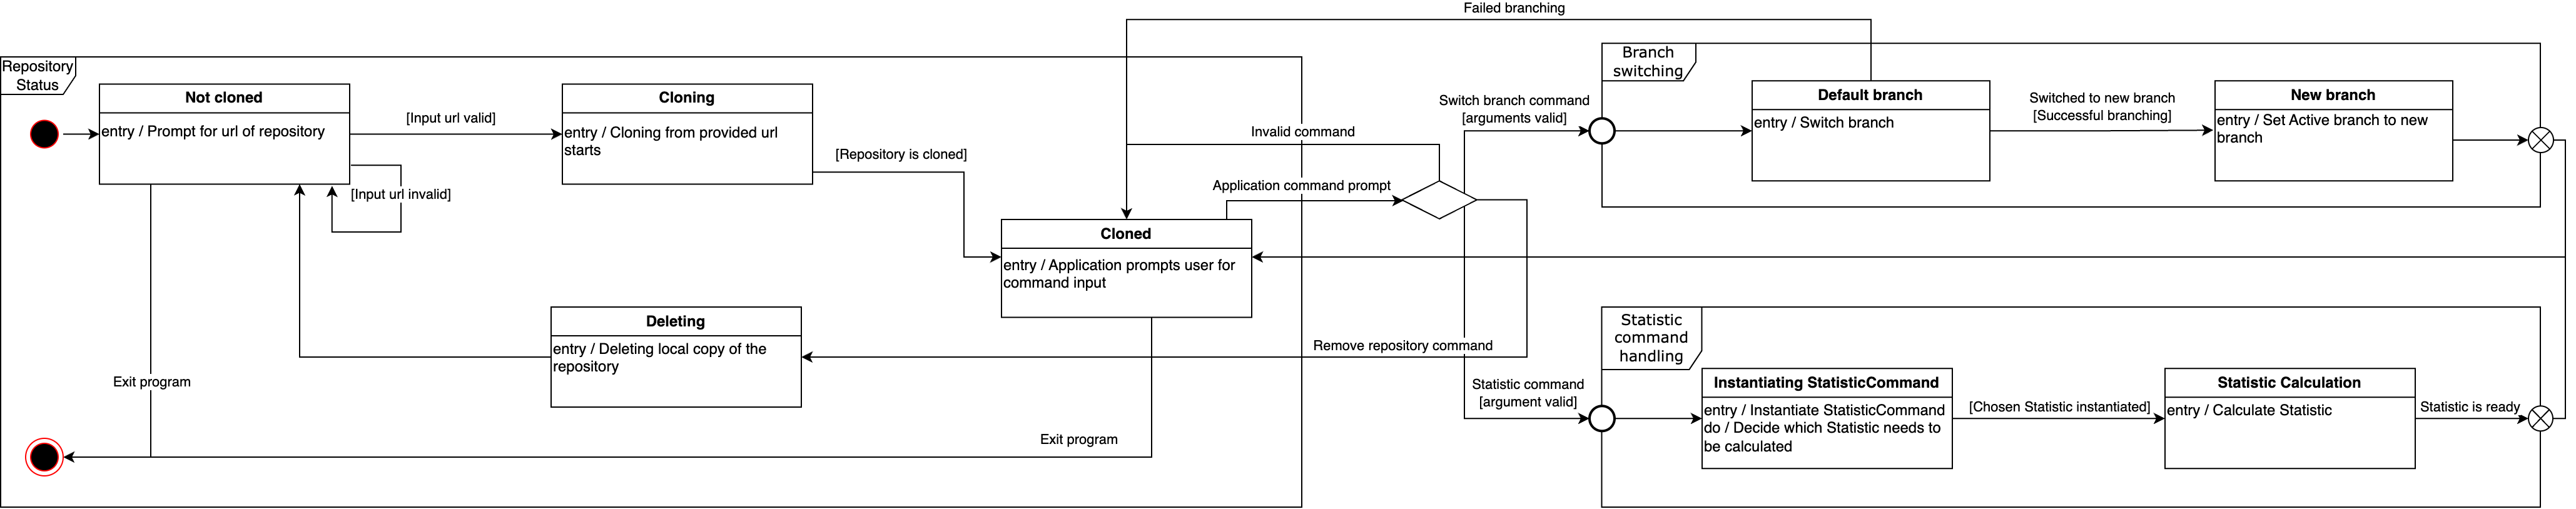 Failed branching
Repository
Status
Not cloned
entry / Prompt for url of repository
[Input url valid]
[Input url invalid]
Cloning
entry / Cloning from provided url
starts
[Repository is cloned]
Cloned
entry / Application prompts user for
command input
Invalid command
Application command prompt
Switch branch command
[arguments valid]
Branch
switching
Default branch
entry / Switch branch
Switched to new branch
[Successful branching]
New branch
entry / Set Active branch to new
branch
Deleting
entry / Deleting local copy of the
repository
Remove repository command
Exit program
Exit program
Statistic command
[argument valid]
Statistic
command
handling
Instantiating StatisticCommand
entry / Instantiate StatisticCommand
do / Decide which Statistic needs to
be calculated
[Chosen Statistic instantiated]
Statistic Calculation
entry / Calculate Statistic
Statistic is ready